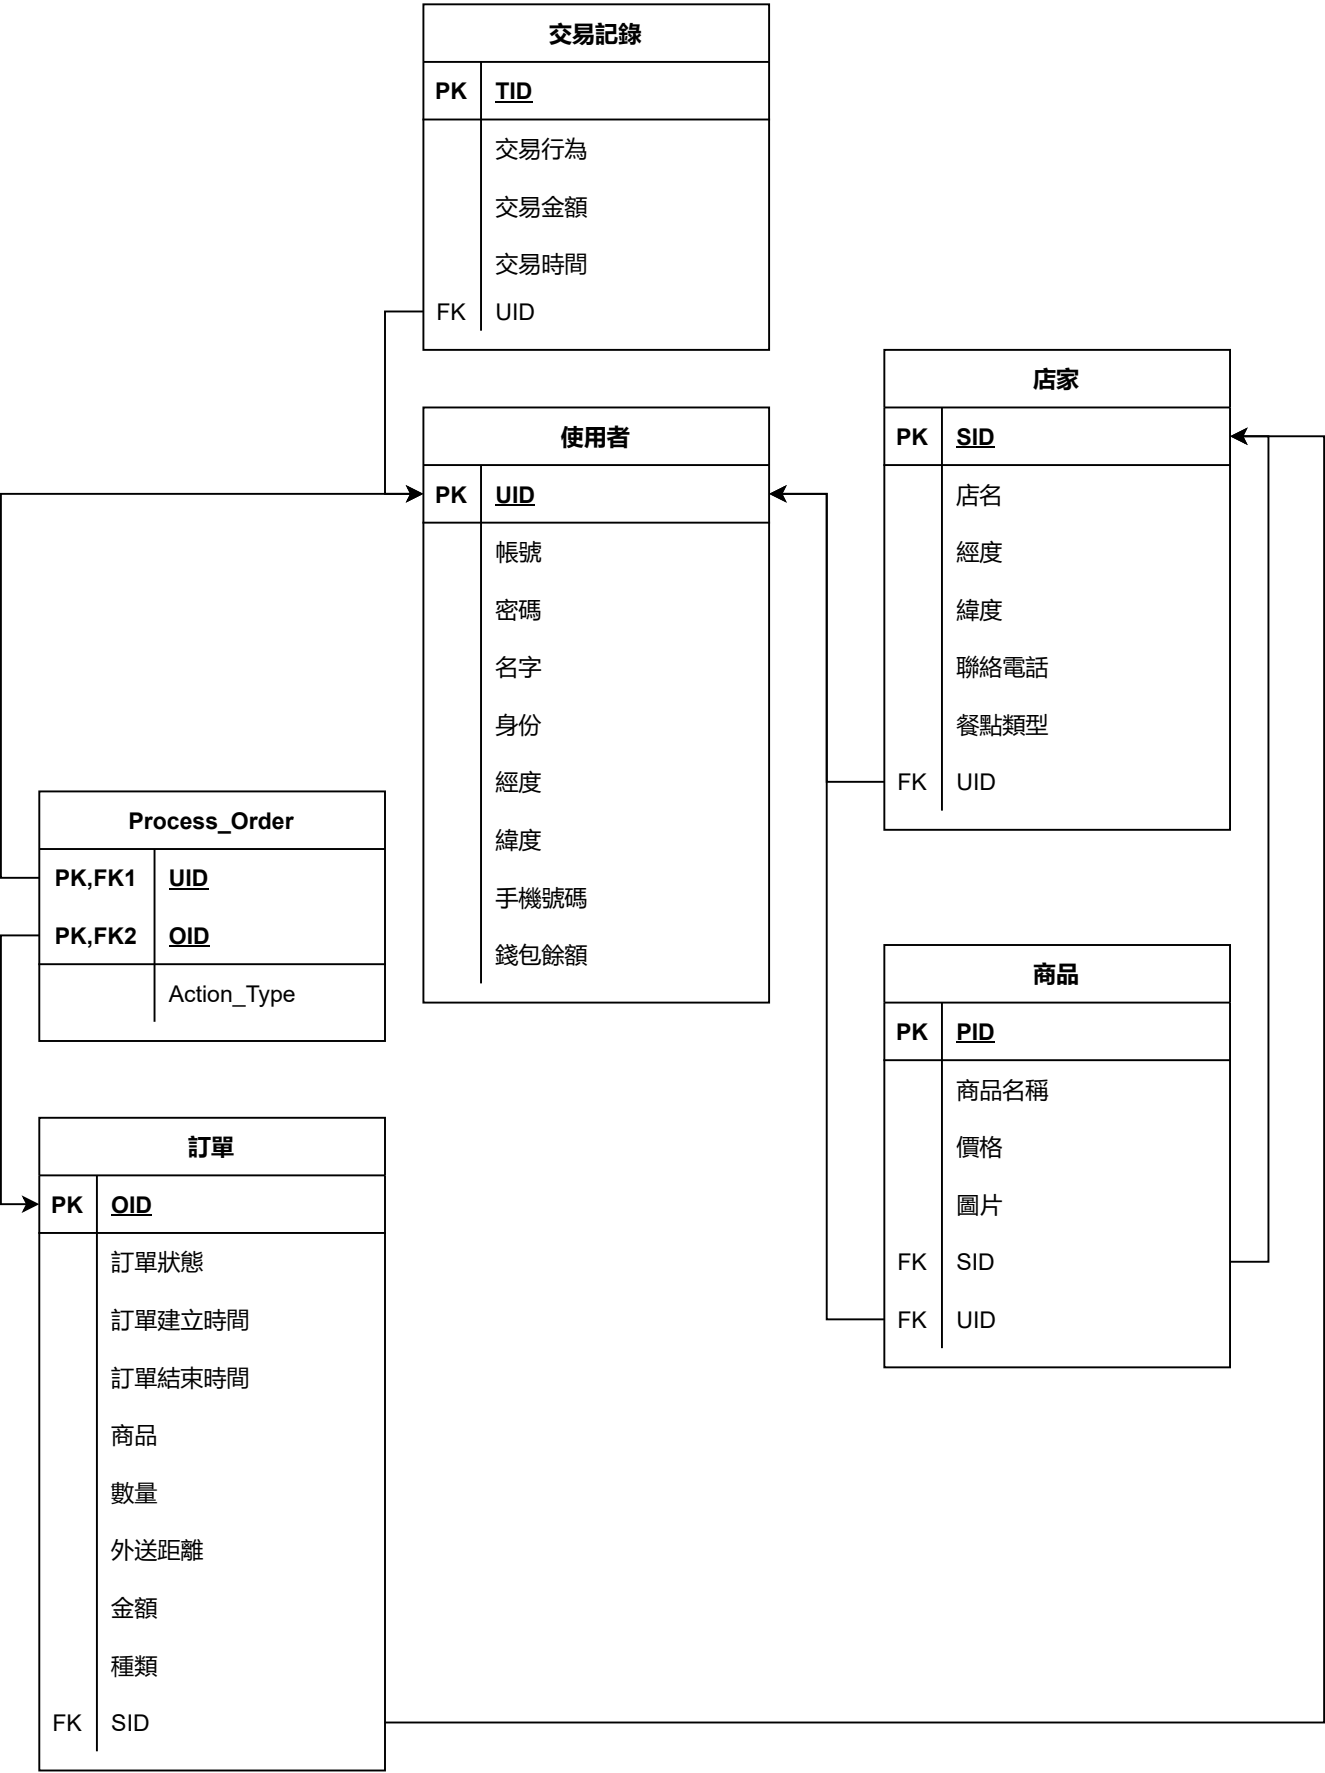 交易記錄
PK TID
交易行為
交易金額
交易時間
FK UID
使用者
PK UID
帳號
密碼
名字
身份
經度
緯度
手機號碼
錢包餘額
店家
PK SID
店名
經度
緯度
聯絡電話
餐點類型
FK UID
Process_Order
PK,FK1 UID
PK,FK2 OID
Action_Type
商品
PK PID
商品名稱
價格
圖片
FK SID
FK UID
訂單
PK OID
訂單狀態
訂單建立時間
訂單結束時間
商品
數量
外送距離
金額
種類
FK SID